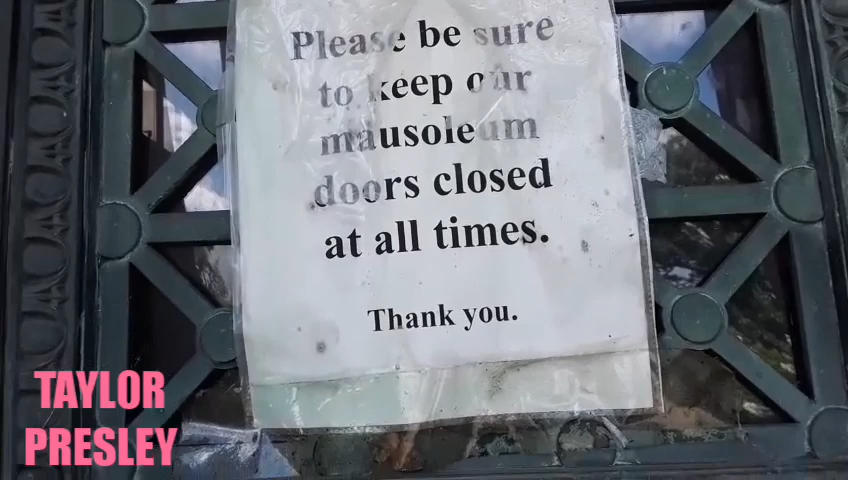 Please be sure
to keep our
mausoleum
doors closed
at all times.
Thank you.
TAYLOR
PRESLEY